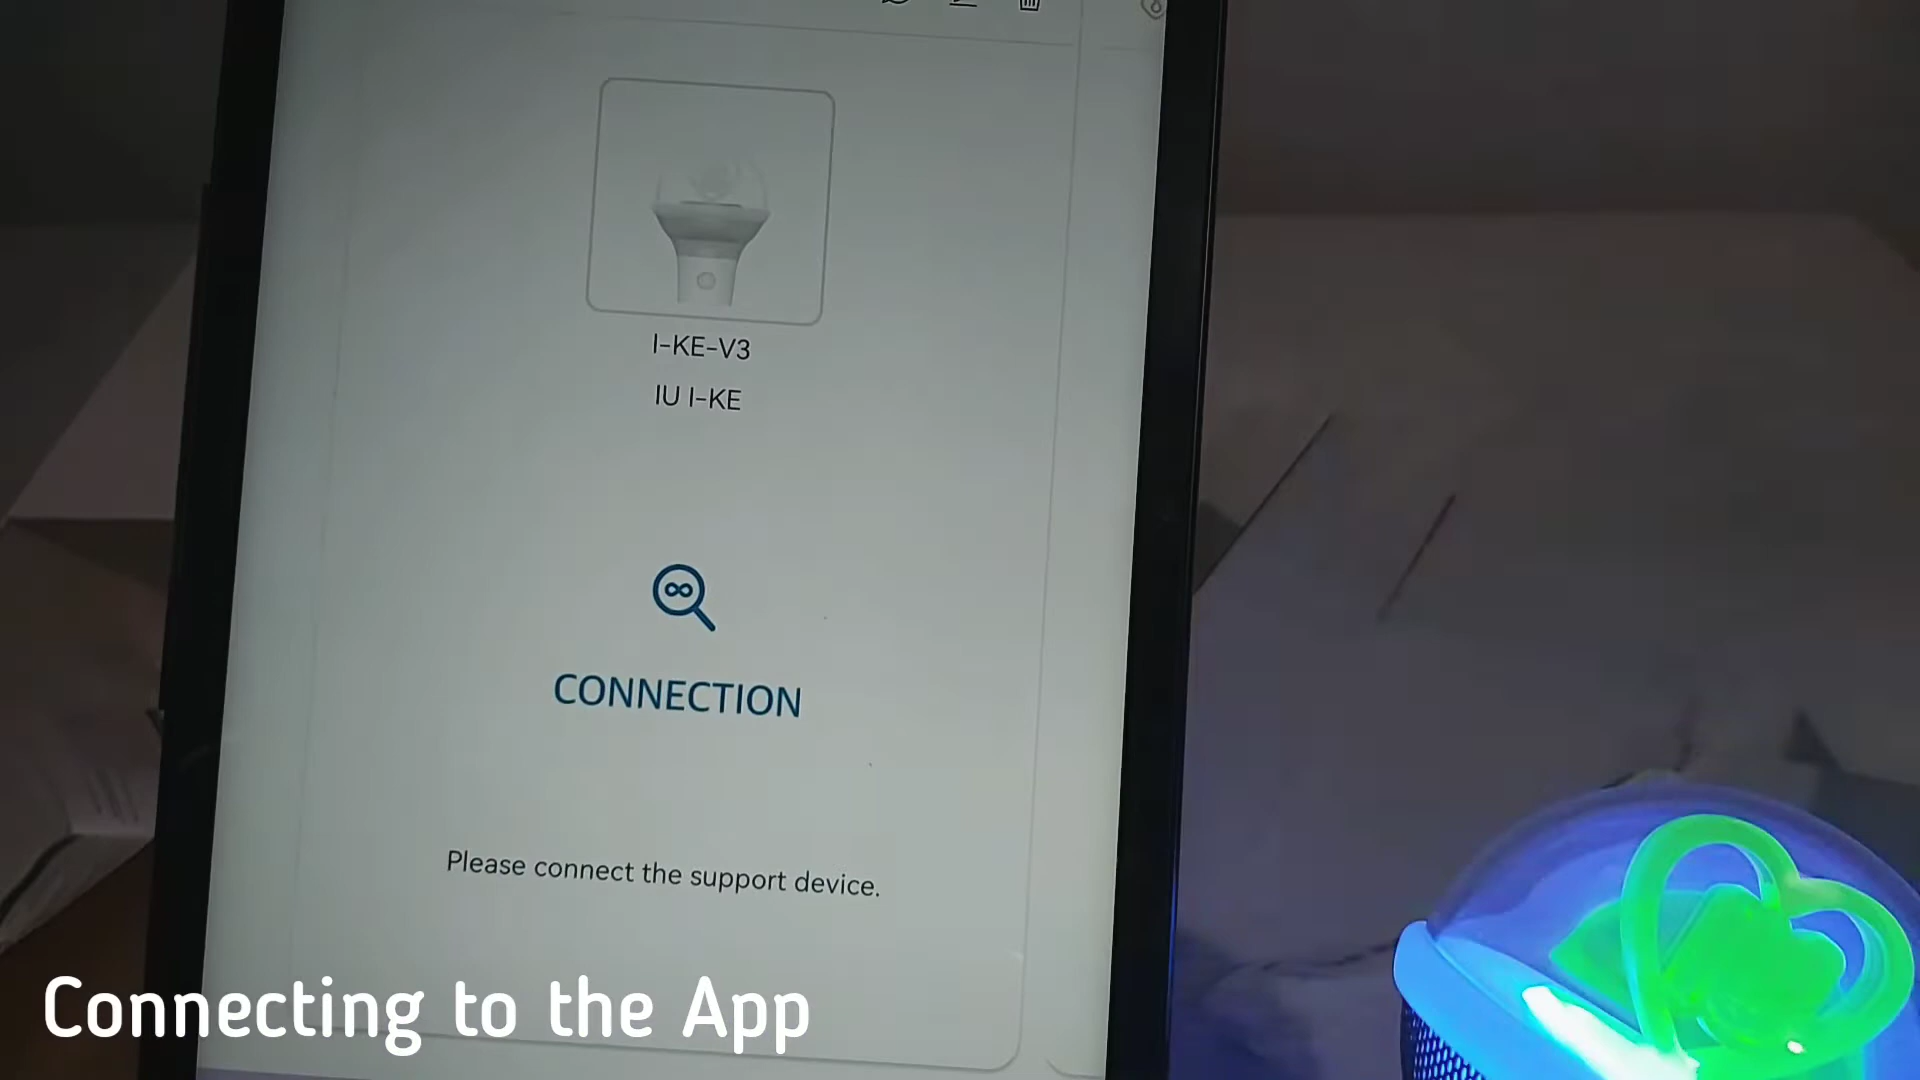 I-KE-V3
IU I-KE
CONNECTION
Please connect the support device.
Connecting to the App